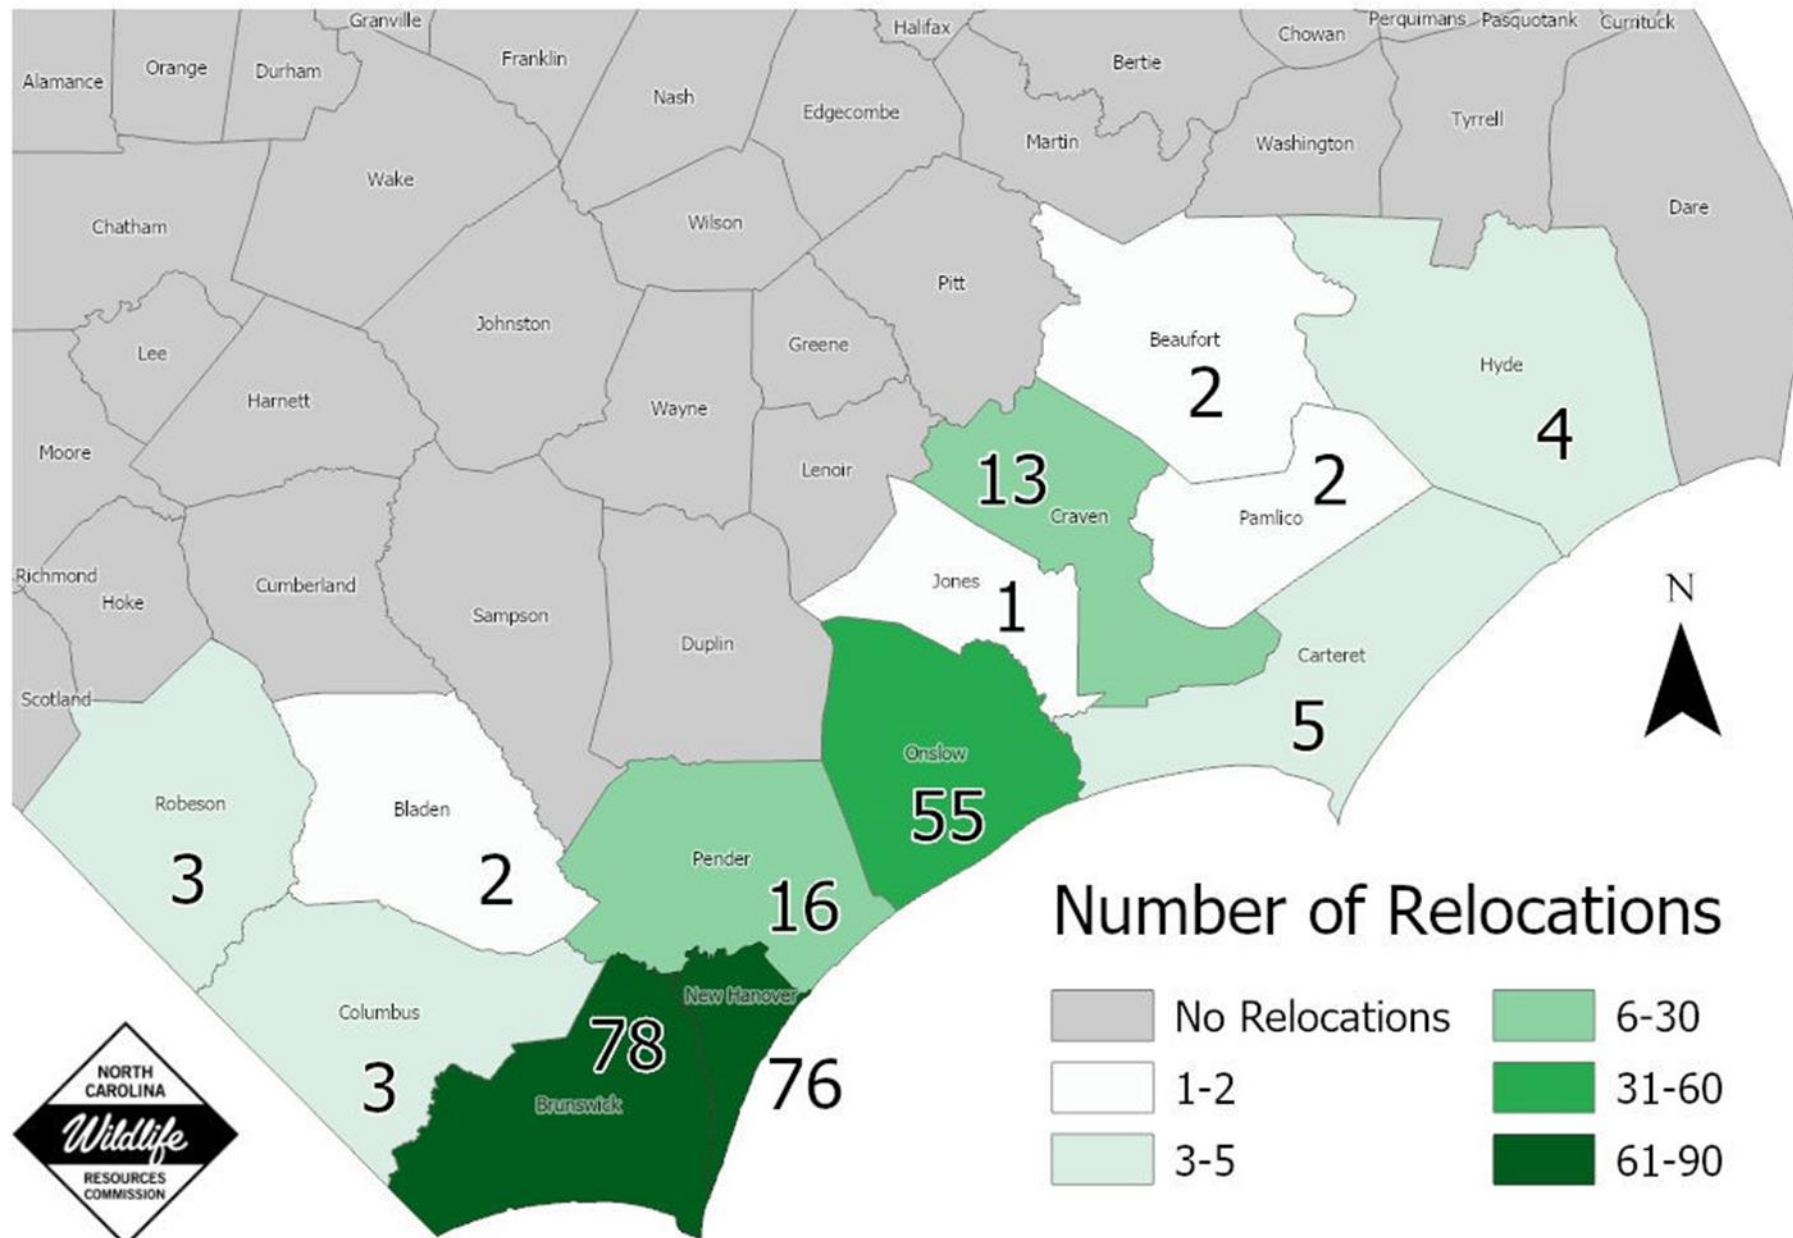 Granville
Halifax
Chowan
Perquimans
Pasquotank
Currituck
Alamance
Orange
Durham
Franklin
Nash
Edgecombe
Bertie
Martin
Washington
Tyrrell
Wake
Chatham
Wilson
Dare
Pitt
Johnston
Lee
Greene
Beaufort
2
Hyde
4
Harnett
Wayne
Moore
Lenoir
13
Craven
2
Pamlico
Richmond
Hoke
Cumberland
Sampson
Duplin
Jones
1
N
Scotland
Carteret
5
Onslow
55
Robeson
3
Bladen
2
Pender
16
New Hanover
76
Columbus
3
78
Brunswick
Number of Relocations
No Relocations
1-2
3-5
6-30
31-60
61-90
NORTH
CAROLINA
Wildlife
RESOURCES
COMMISSION